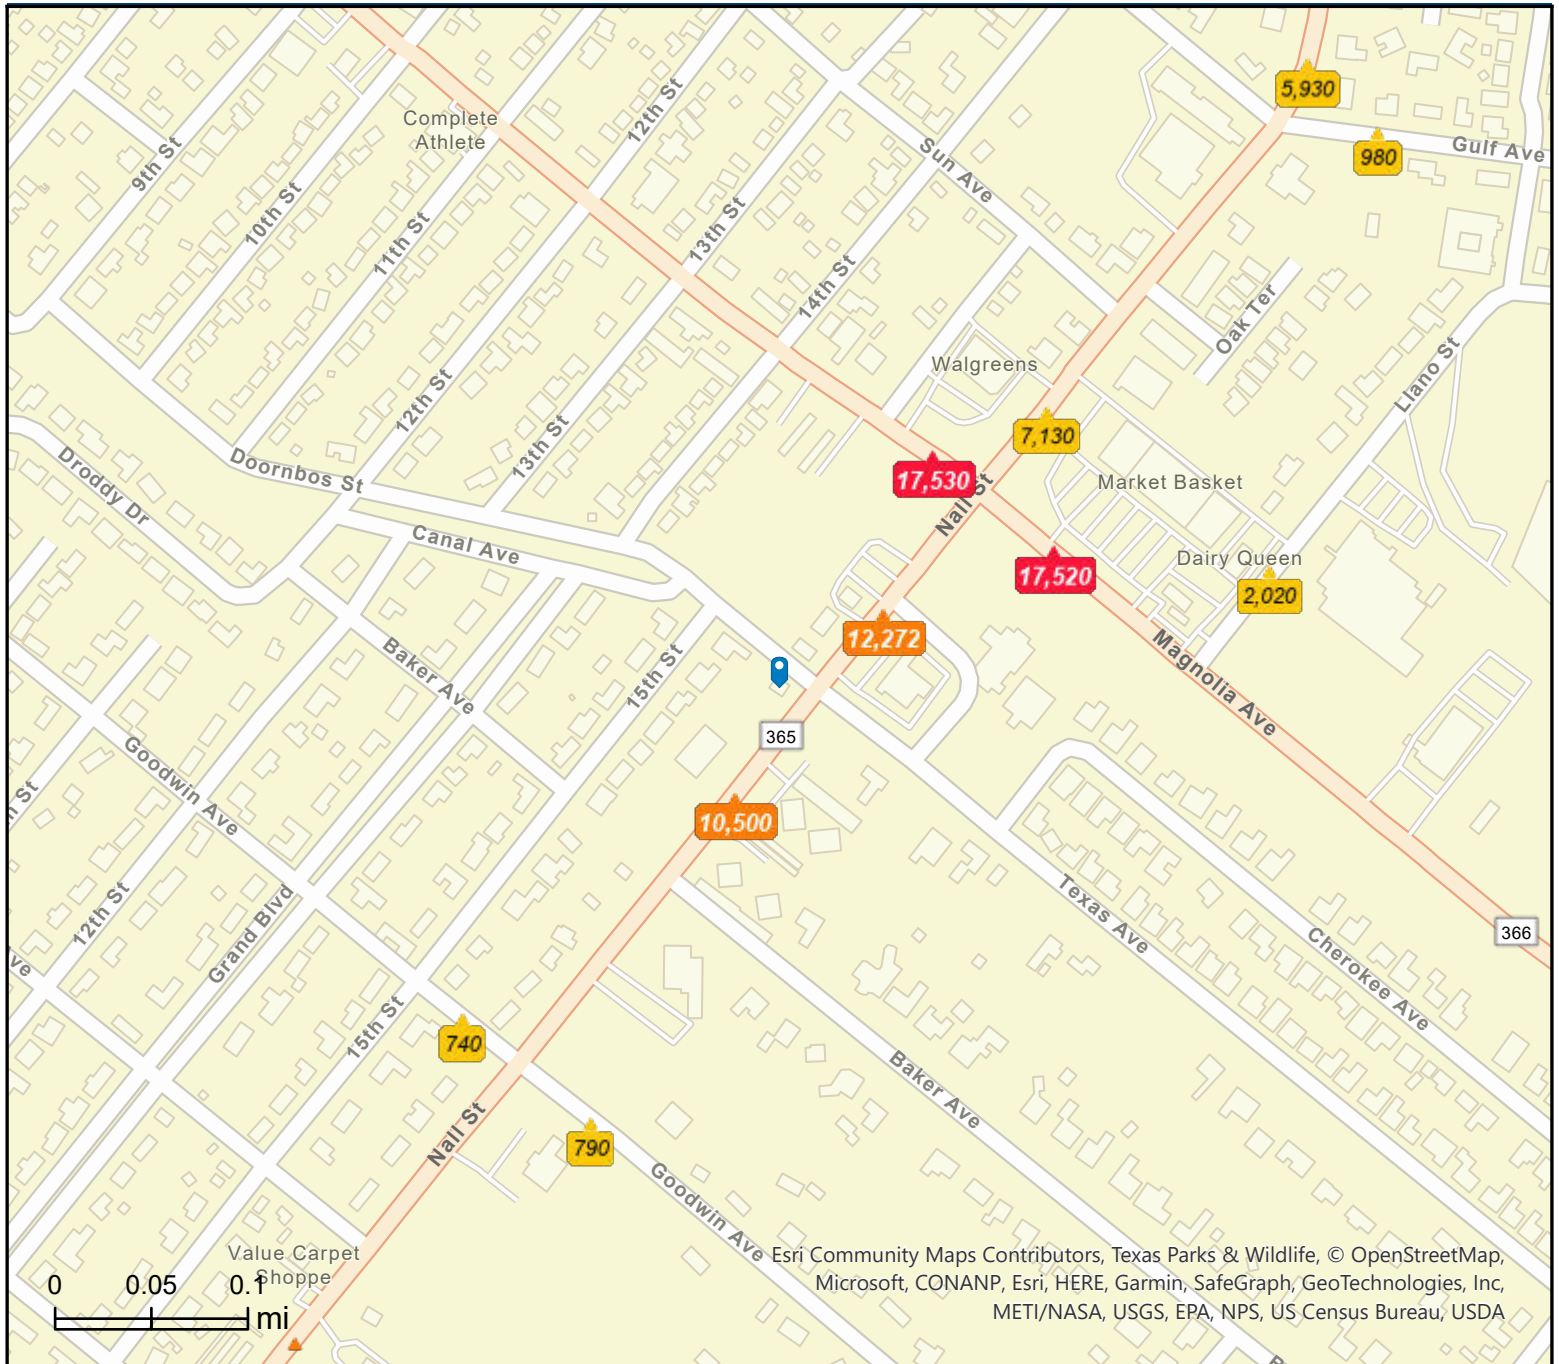 5,930
980
Gulf Ave
Complete
Athlete
12th St
Sun Ave
9th St
10th St
11th St
13th St
14th St
Oak Ter
Walgreens
Llano St
12th St
13th St
7,130
17,530
Nall St
Market Basket
Doornbos St
Droddy Dr
Canal Ave
17,520
Dairy Queen
2,020
12,272
Magnolia Ave
Baker Ave
15th St
365
Goodwin Ave
St
10,500
12th St
Grand Blvd
Texas Ave
366
Cherokee Ave
15th St
740
Baker Ave
Nall St
790
Goodwin Ave
Value Carpet
Shoppe
0 0.05 0.1
mi
Esri Community Maps Contributors, Texas Parks & Wildlife, © OpenStreetMap,
Microsoft, CONANP, Esri, HERE, Garmin, SafeGraph, GeoTechnologies, Inc,
METI/NASA, USGS, EPA, NPS, US Census Bureau, USDA